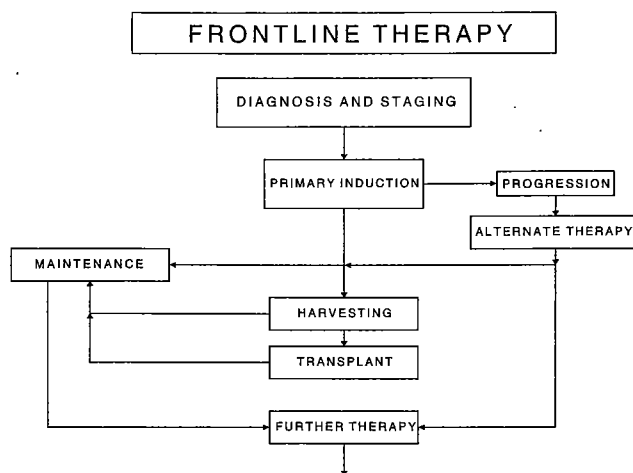 FRONTLINE THERAPY
DIAGNOSIS AND STAGING
PRIMARY INDUCTION
PROGRESSION
ALTERNATE THERAPY
MAINTENANCE
HARVESTING
TRANSPLANT
FURTHER THERAPY